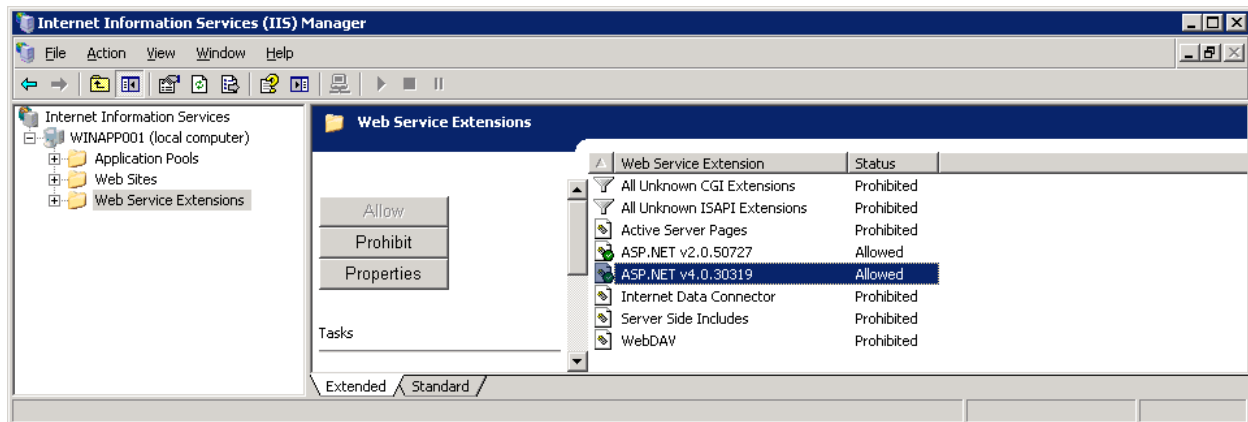 Internet Information Services (IIS) Manager
File Action View Window Help
Internet Information Services
WINAPP001 (local computer)
Application Pools
Web Sites
Web Service Extensions
Web Service Extensions
Allow
Prohibit
Properties
Tasks
Web Service Extension Status
All Unknown CGI Extensions Prohibited
All Unknown ISAPI Extensions Prohibited
Active Server Pages Prohibited
ASP.NET v2.0.50727 Allowed
ASP.NET v4.0.30319 Allowed
Internet Data Connector Prohibited
Server Side Includes Prohibited
WebDAV Prohibited
Extended Standard